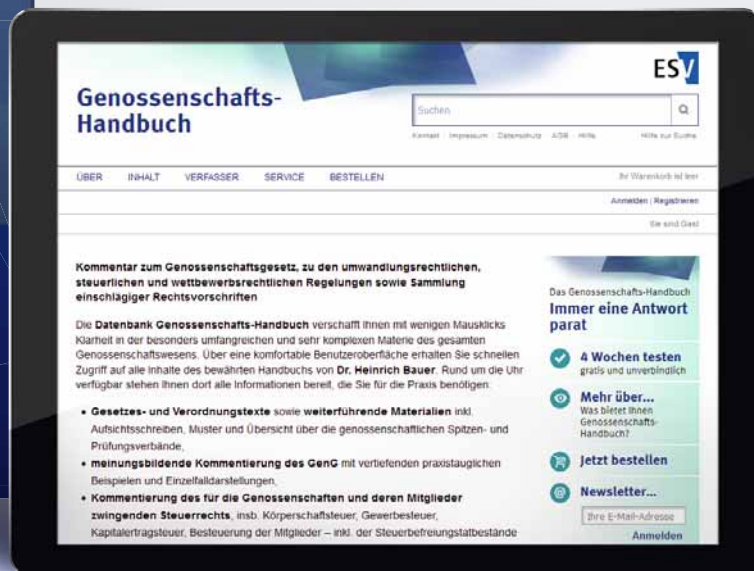 ESV
Genossenschafts-
Handbuch
Suchen
Kontakt | Impressum | Datenschutz | AGB | Hilfe
Hilfe zur Suche
ÜBER INHALT VERFASSER SERVICE BESTELLEN
Ihr Warenkorb ist leer
Anmelden | Registrieren
Sie sind Gast
Kommentar zum Genossenschaftsgesetz, zu den umwandlungsrechtlichen,
steuerlichen und wettbewerbsrechtlichen Regelungen sowie Sammlung
einschlägiger Rechtsvorschriften
Die Datenbank Genossenschafts-Handbuch verschafft Ihnen mit wenigen Mausklicks
Klarheit in der besonders umfangreichen und sehr komplexen Materie des gesamten
Genossenschaftswesens. Über eine komfortable Benutzeroberfläche erhalten Sie schnellen
Zugriff auf alle Inhalte des bewährten Handbuchs von Dr. Heinrich Bauer. Rund um die Uhr
verfügbar stehen Ihnen dort alle Informationen bereit, die Sie für die Praxis benötigen:
• Gesetzes- und Verordnungstexte sowie weiterführende Materialien inkl.
Aufsichtsschreiben, Muster und Übersicht über die genossenschaftlichen Spitzen- und
Prüfungsverbände,
• meinungsbildende Kommentierung des GenG mit vertiefenden praxistauglichen
Beispielen und Einzelfalldarstellungen,
• Kommentierung des für die Genossenschaften und deren Mitglieder
zwingenden Steuerrechts, insb. Körperschaftsteuer, Gewerbesteuer,
Kapitalertragsteuer, Besteuerung der Mitglieder – inkl. der Steuerbefreiungstatbestände
Das Genossenschafts-Handbuch
Immer eine Antwort
parat
4 Wochen testen
gratis und unverbindlich
Mehr über...
Was bietet Ihnen
Genossenschafts-
Handbuch?
Jetzt bestellen
Newsletter...
Ihre E-Mail-Adresse
Anmelden